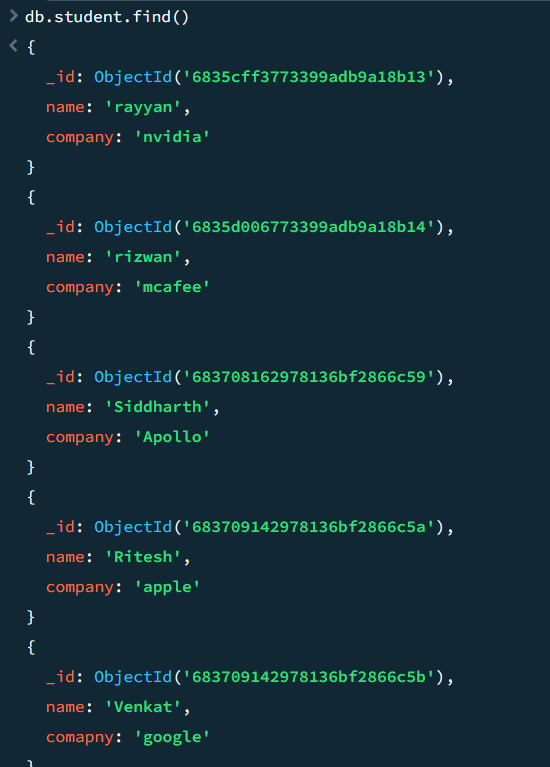 > db.student.find()
< {
_id: ObjectId('6835cff3773399adb9a18b13'),
name: 'rayyan',
company: 'nvidia'
}
{
_id: ObjectId('6835d006773399adb9a18b14'),
name: 'rizwan',
company: 'mcafee'
}
{
_id: ObjectId('683708162978136bf2866c59'),
name: 'Siddharth',
company: 'Apollo'
}
{
_id: ObjectId('683709142978136bf2866c5a'),
name: 'Ritesh',
company: 'apple'
}
{
_id: ObjectId('683709142978136bf2866c5b'),
name: 'Venkat',
comapny: 'google'
}